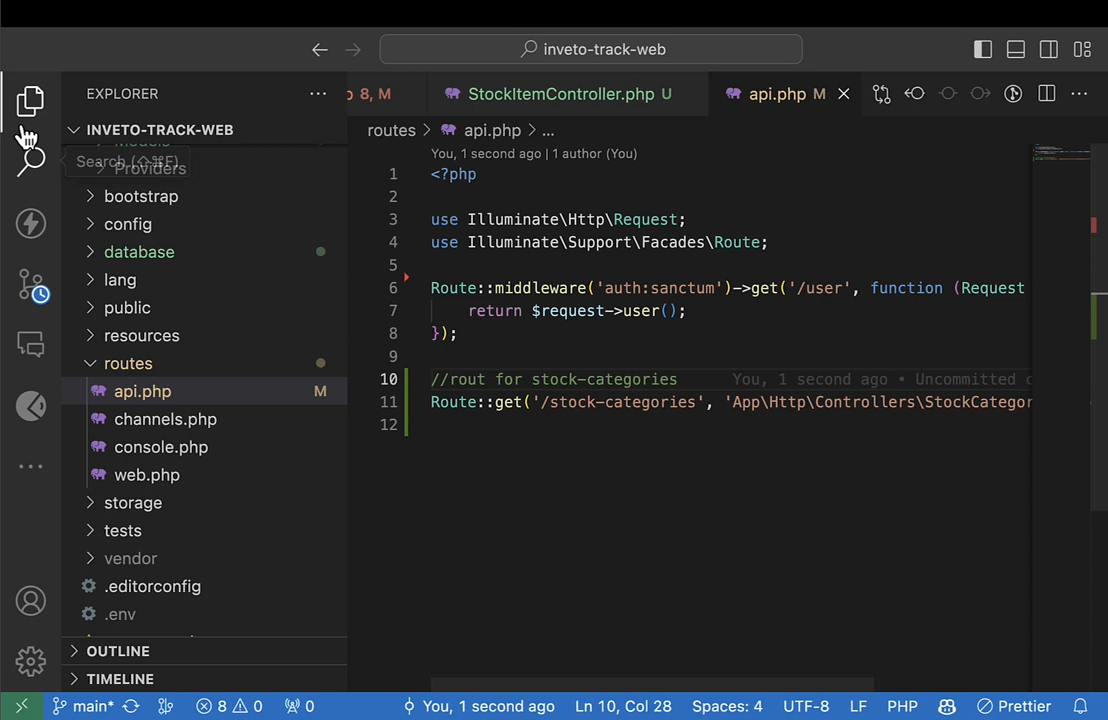 inveto-track-web
EXPLORER
8, M
StockItemController.php U
api.php M
INVETO-TRACK-WEB
Models
Search (⇧⌘F)
Providers
bootstrap
config
database
lang
public
resources
routes
api.php M
channels.php
console.php
web.php
storage
tests
vendor
.editorconfig
.env
OUTLINE
TIMELINE
routes > api.php > ...
You, 1 second ago | 1 author (You)
1 <?php
2
3 use Illuminate\Http\Request;
4 use Illuminate\Support\Facades\Route;
5
6 Route::middleware('auth:sanctum')->get('/user', function (Request
7 return $request->user();
8 });
9
10 //rout for stock-categories You, 1 second ago • Uncommitted c
11 Route::get('/stock-categories', 'App\Http\Controllers\StockCategor
12
main* 8 0 0 You, 1 second ago Ln 10, Col 28 Spaces: 4 UTF-8 LF PHP Prettier